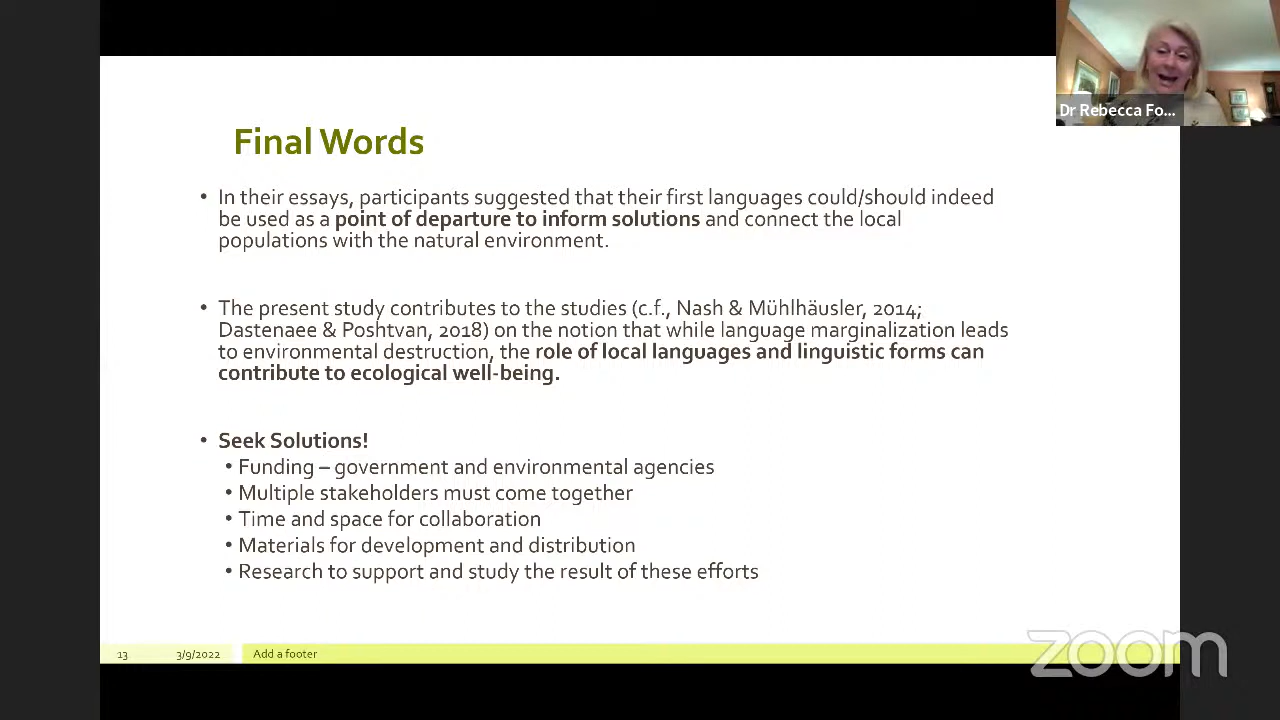 Dr Rebecca Fo...
Final Words
• In their essays, participants suggested that their first languages could/should indeed
be used as a point of departure to inform solutions and connect the local
populations with the natural environment.
• The present study contributes to the studies (c.f., Nash & Mühlhäusler, 2014;
Dastenaee & Poshtvan, 2018) on the notion that while language marginalization leads
to environmental destruction, the role of local languages and linguistic forms can
contribute to ecological well-being.
• Seek Solutions!
• Funding – government and environmental agencies
• Multiple stakeholders must come together
• Time and space for collaboration
• Materials for development and distribution
• Research to support and study the result of these efforts
13 3/9/2022 Add a footer
zoom